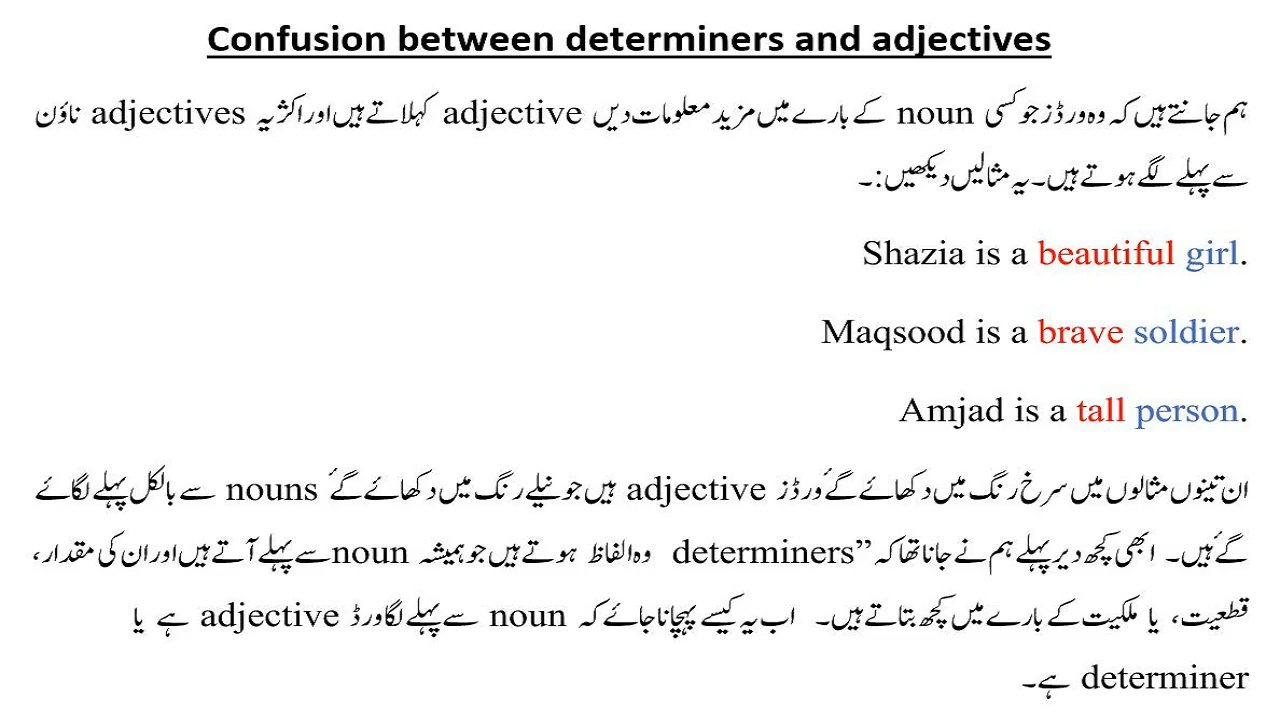 Confusion between determiners and adjectives
ہم جانتے ہیں کہ وہ ورڈز جو کسی noun کے بارے میں مزید معلومات دیں adjective کہلاتے ہیں اور اکثر یہ adjectives ناؤن
سے پہلے لگے ہوتے ہیں۔ یہ مثالیں دیکھیں:۔
Shazia is a beautiful girl.
Maqsood is a brave soldier.
Amjad is a tall person.
ان تینوں مثالوں میں سرخ رنگ میں دکھائے گئے ورڈز adjective ہیں جو نیلے رنگ میں دکھائے گئے nouns سے بالکل پہلے لگائے
گئے ہیں۔ ابھی کچھ دیر پہلے ہم نے جانا تھا کہ ”determiners وہ الفاظ ہوتے ہیں جو ہمیشہ noun سے پہلے آتے ہیں اور ان کی مقدار،
قطعیت، یا ملکیت کے بارے میں کچھ بتاتے ہیں۔ اب یہ کیسے پہچانا جائے کہ noun سے پہلے لگا ورڈ adjective ہے یا
determiner ہے۔